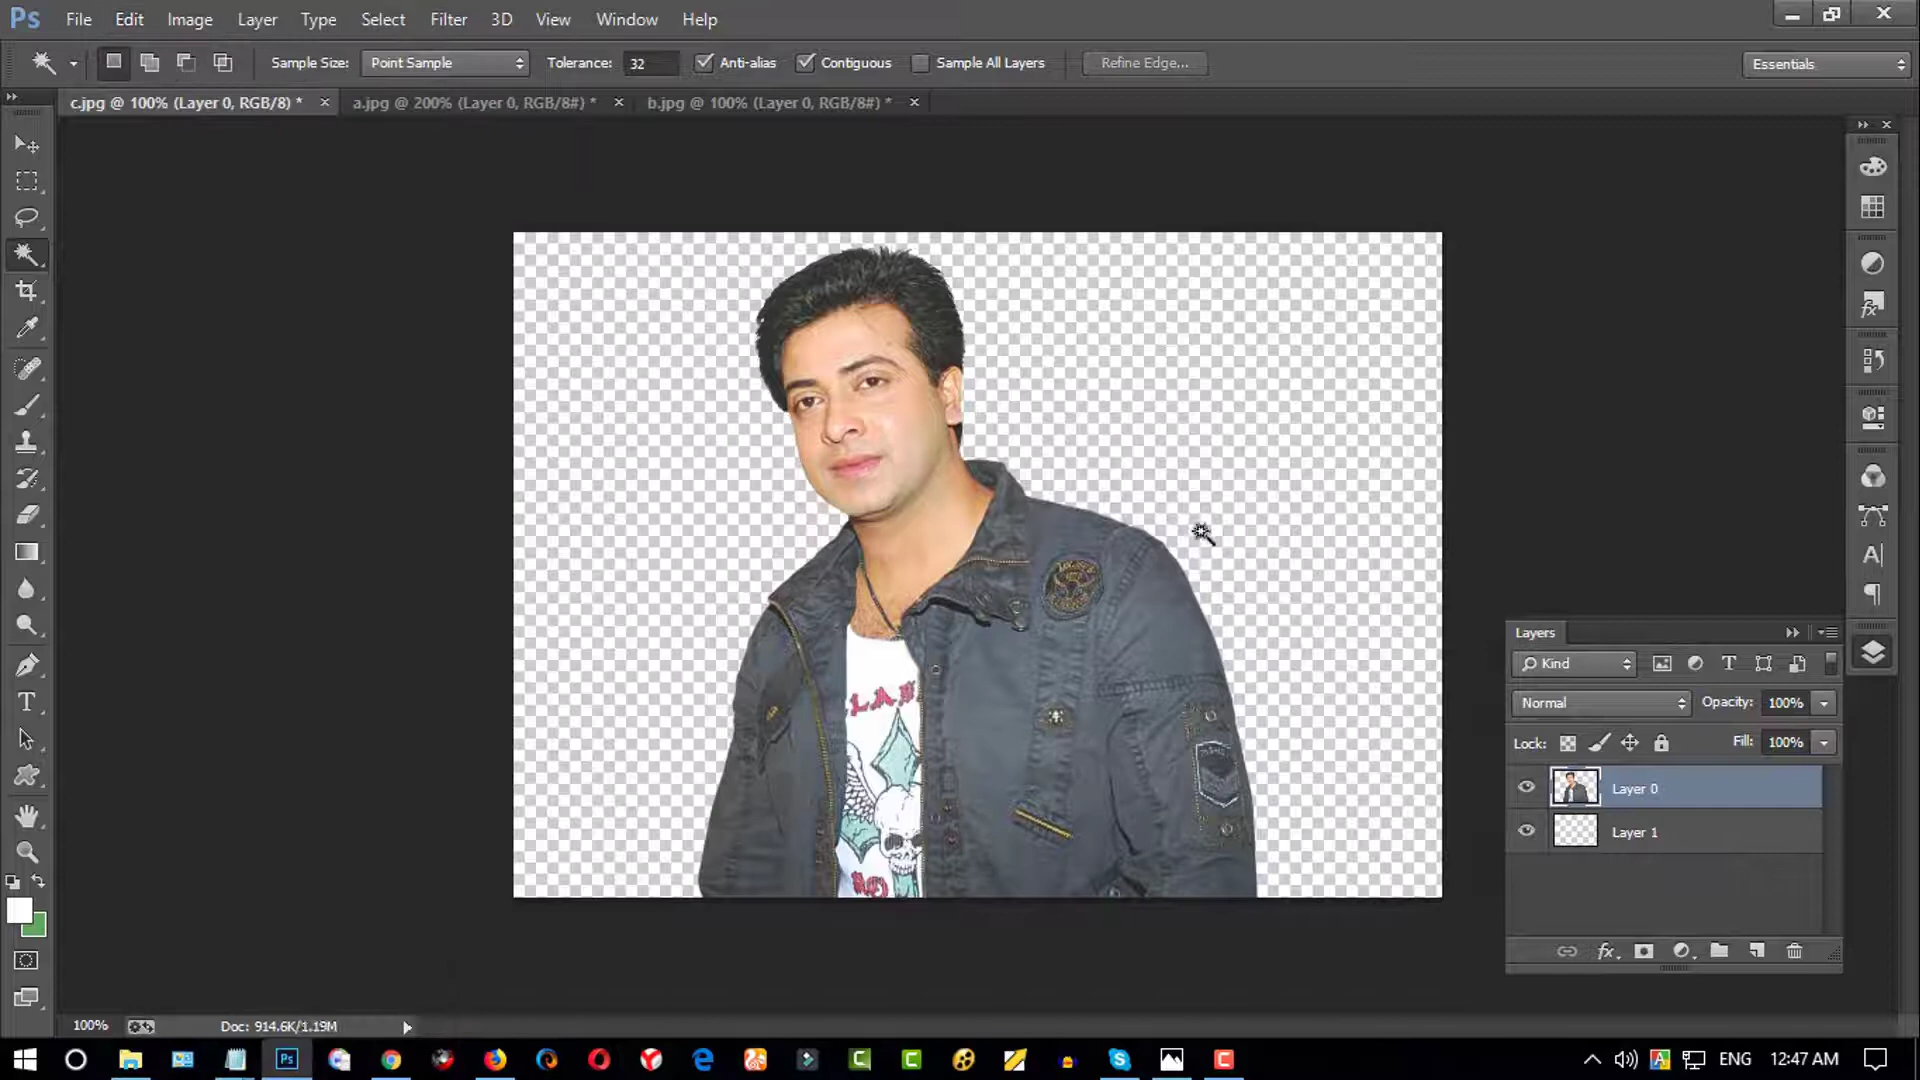 Ps File Edit Image Layer Type Select Filter 3D View Window Help
Sample Size: Point Sample Tolerance: 32 Anti-alias Contiguous Sample All Layers Refine Edge... Essentials
c.jpg @ 100% (Layer 0, RGB/8) * a.jpg @ 200% (Layer 0, RGB/8#) * b.jpg @ 100% (Layer 0, RGB/8#) *
Layers
Kind
Normal Opacity: 100%
Lock: Fill: 100%
Layer 0
Layer 1
100% Doc: 914.6K/1.19M
ENG 12:47 AM